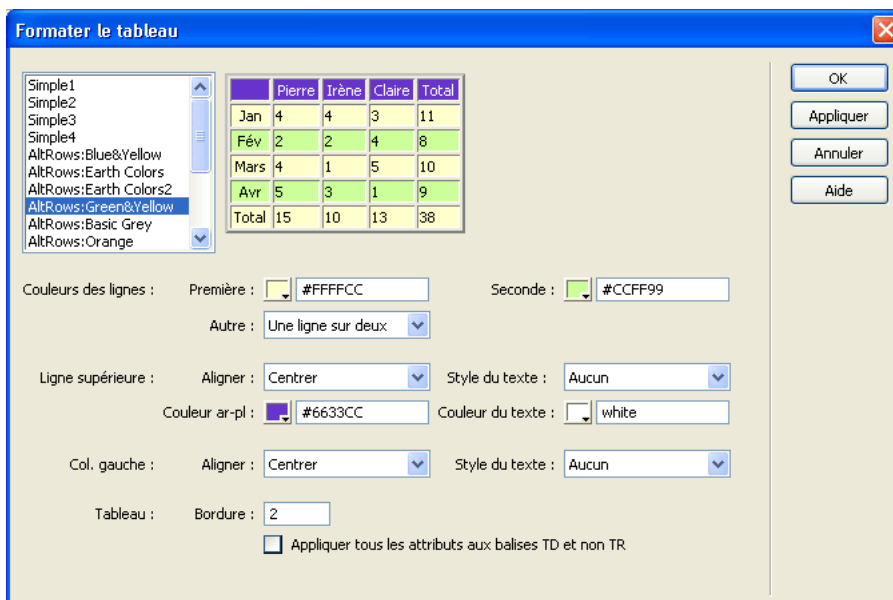 Formater le tableau
Simple1
Simple2
Simple3
Simple4
AltRows:Blue&Yellow
AltRows:Earth Colors
AltRows:Earth Colors2
AltRows:Green&Yellow
AltRows:Basic Grey
AltRows:Orange
Pierre Irène Claire Total
Jan 4 4 3 11
Fév 2 2 4 8
Mars 4 1 5 10
Avr 5 3 1 9
Total 15 10 13 38
OK
Appliquer
Annuler
Aide
Couleurs des lignes : Première : #FFFFCC Seconde : #CCFF99
Autre : Une ligne sur deux
Ligne supérieure : Aligner : Centrer Style du texte : Aucun
Couleur ar-pl : #6633CC Couleur du texte : white
Col. gauche : Aligner : Centrer Style du texte : Aucun
Tableau : Bordure : 2
Appliquer tous les attributs aux balises TD et non TR